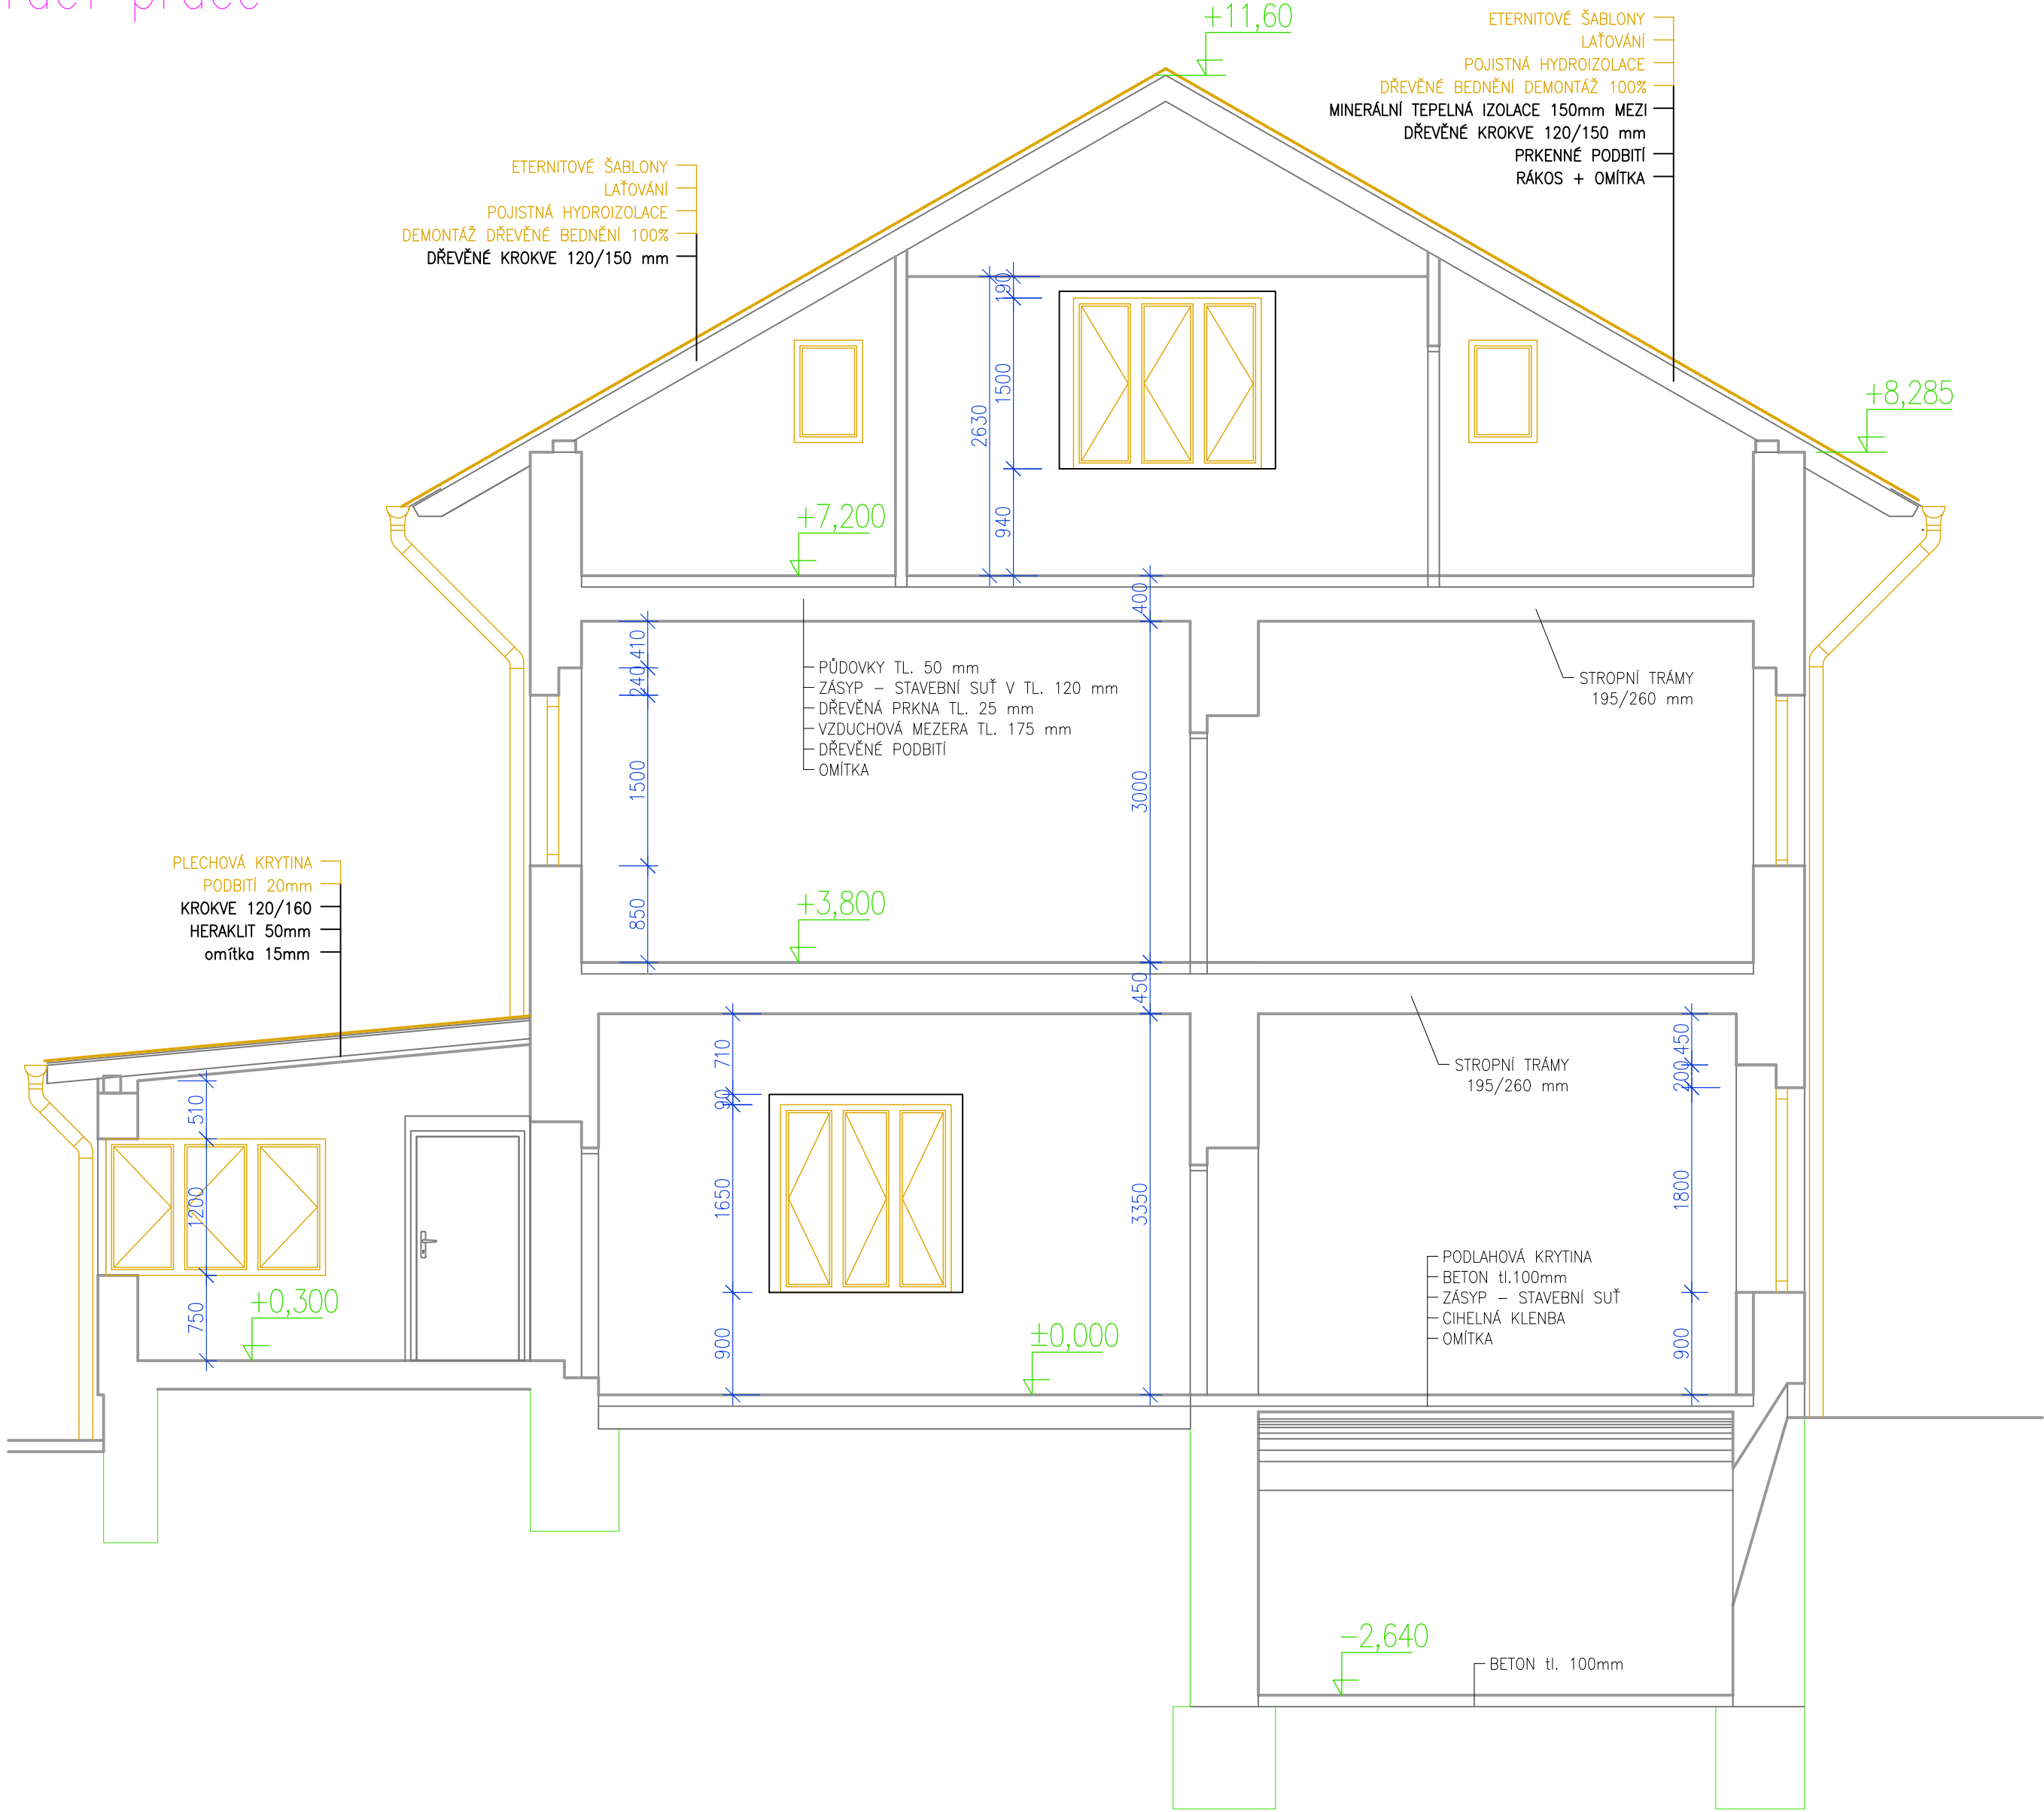 +11,60
ETERNITOVÉ ŠABLONY
LAŤOVÁNÍ
POJISTNÁ HYDROIZOLACE
DŘEVĚNÉ BEDNĚNÍ DEMONTÁŽ 100%
MINERÁLNÍ TEPELNÁ IZOLACE 150mm MEZI
DŘEVĚNÉ KROKVE 120/150 mm
PRKENNÉ PODBITÍ
RÁKOS + OMÍTKA
ETERNITOVÉ ŠABLONY
LAŤOVÁNÍ
POJISTNÁ HYDROIZOLACE
DEMONTÁŽ DŘEVĚNÉ BEDNĚNÍ 100%
DŘEVĚNÉ KROKVE 120/150 mm
190
1500
2630
940
+8,285
+7,200
400
410
240
1500
850
PŮDOVKY TL. 50 mm
ZÁSYP – STAVEBNÍ SUŤ V TL. 120 mm
DŘEVĚNÁ PRKNA TL. 25 mm
VZDUCHOVÁ MEZERA TL. 175 mm
DŘEVĚNÉ PODBITÍ
OMÍTKA
3000
STROPNÍ TRÁMY
195/260 mm
+3,800
PLECHOVÁ KRYTINA
PODBITÍ 20mm
KROKVE 120/160
HERAKLIT 50mm
omítka 15mm
450
STROPNÍ TRÁMY
195/260 mm
510
1200
750
+0,300
710
90
1650
900
3350
±0,000
450
200
1800
900
PODLAHOVÁ KRYTINA
BETON tl.100mm
ZÁSYP – STAVEBNÍ SUŤ
CIHELNÁ KLENBA
OMÍTKA
−2,640
BETON tl. 100mm